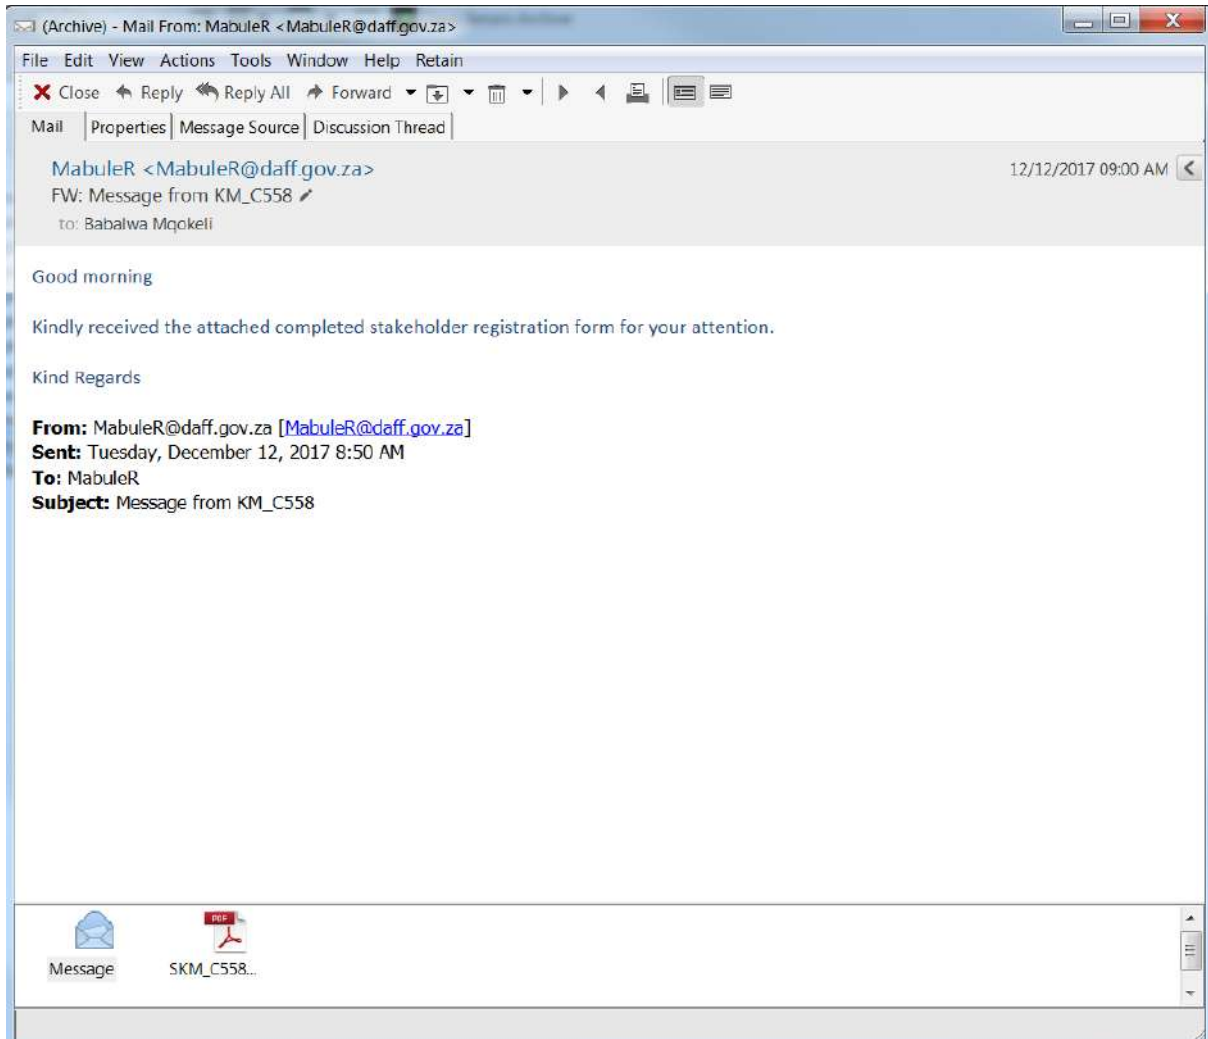 (Archive) - Mail From: MabuleR <MabuleR@daff.gov.za>
File Edit View Actions Tools Window Help Retain
Close Reply Reply All Forward
Mail Properties Message Source Discussion Thread
MabuleR <MabuleR@daff.gov.za> 12/12/2017 09:00 AM
FW: Message from KM_C558
to: Babalwa Mqokeli
Good morning
Kindly received the attached completed stakeholder registration form for your attention.
Kind Regards
From: MabuleR@daff.gov.za [MabuleR@daff.gov.za]
Sent: Tuesday, December 12, 2017 8:50 AM
To: MabuleR
Subject: Message from KM_C558
PDF
Message SKM_C558...